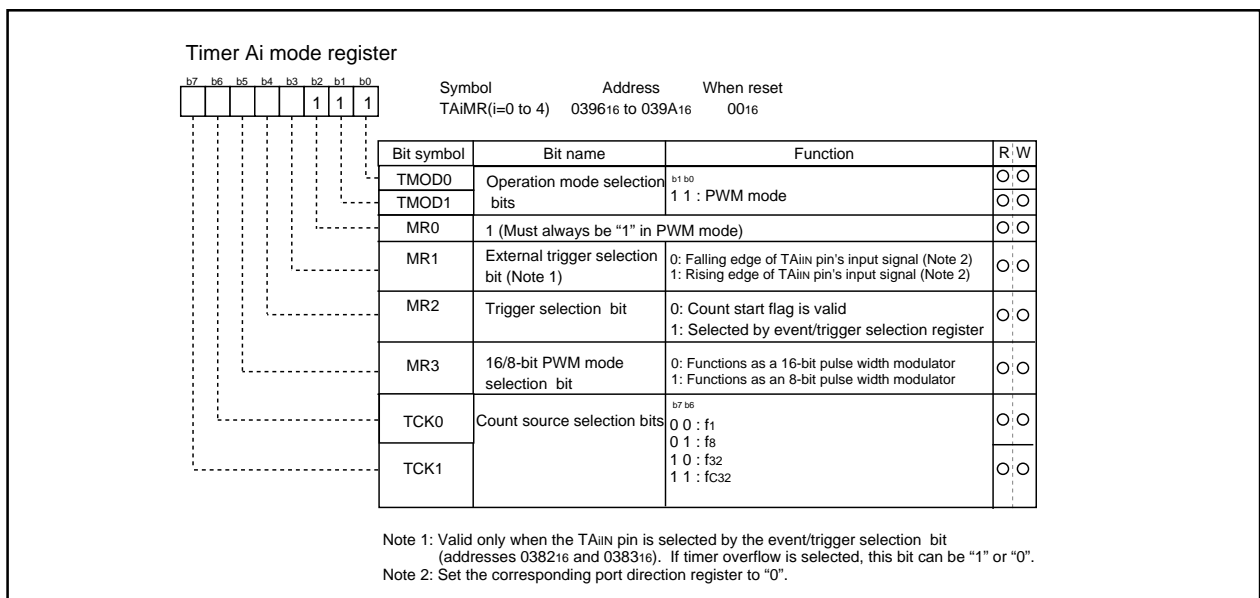 Timer Ai mode register
b7 b6 b5 b4 b3 b2 b1 b0
1 1 1
Symbol Address When reset
TAiMR(i=0 to 4) 039616 to 039A16 0016
Bit symbol Bit name Function R W
TMOD0 Operation mode selection b1 b0
TMOD1 bits 1 1 : PWM mode
MR0 1 (Must always be “1” in PWM mode)
MR1 External trigger selection 0: Falling edge of TAiIN pin's input signal (Note 2)
bit (Note 1) 1: Rising edge of TAiIN pin's input signal (Note 2)
MR2 Trigger selection bit 0: Count start flag is valid
1: Selected by event/trigger selection register
MR3 16/8-bit PWM mode 0: Functions as a 16-bit pulse width modulator
selection bit 1: Functions as an 8-bit pulse width modulator
b7 b6
TCK0 Count source selection bits 0 0 : f1
0 1 : f8
TCK1 1 0 : f32
1 1 : fC32
Note 1: Valid only when the TAiIN pin is selected by the event/trigger selection bit
(addresses 038216 and 038316). If timer overflow is selected, this bit can be “1” or “0”.
Note 2: Set the corresponding port direction register to “0”.